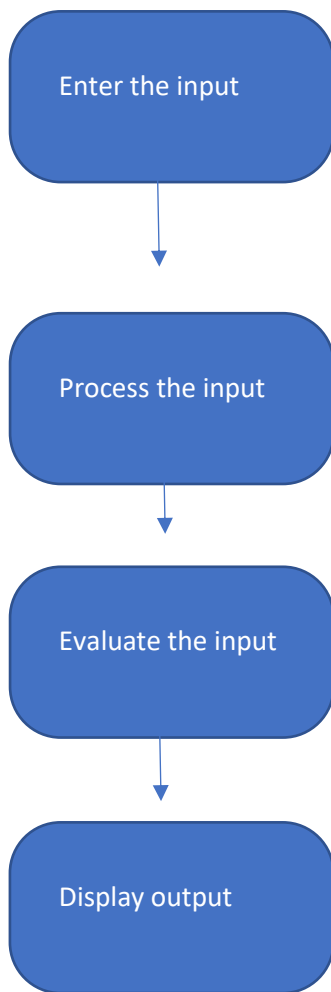 Enter the input
Process the input
Evaluate the input
Display output